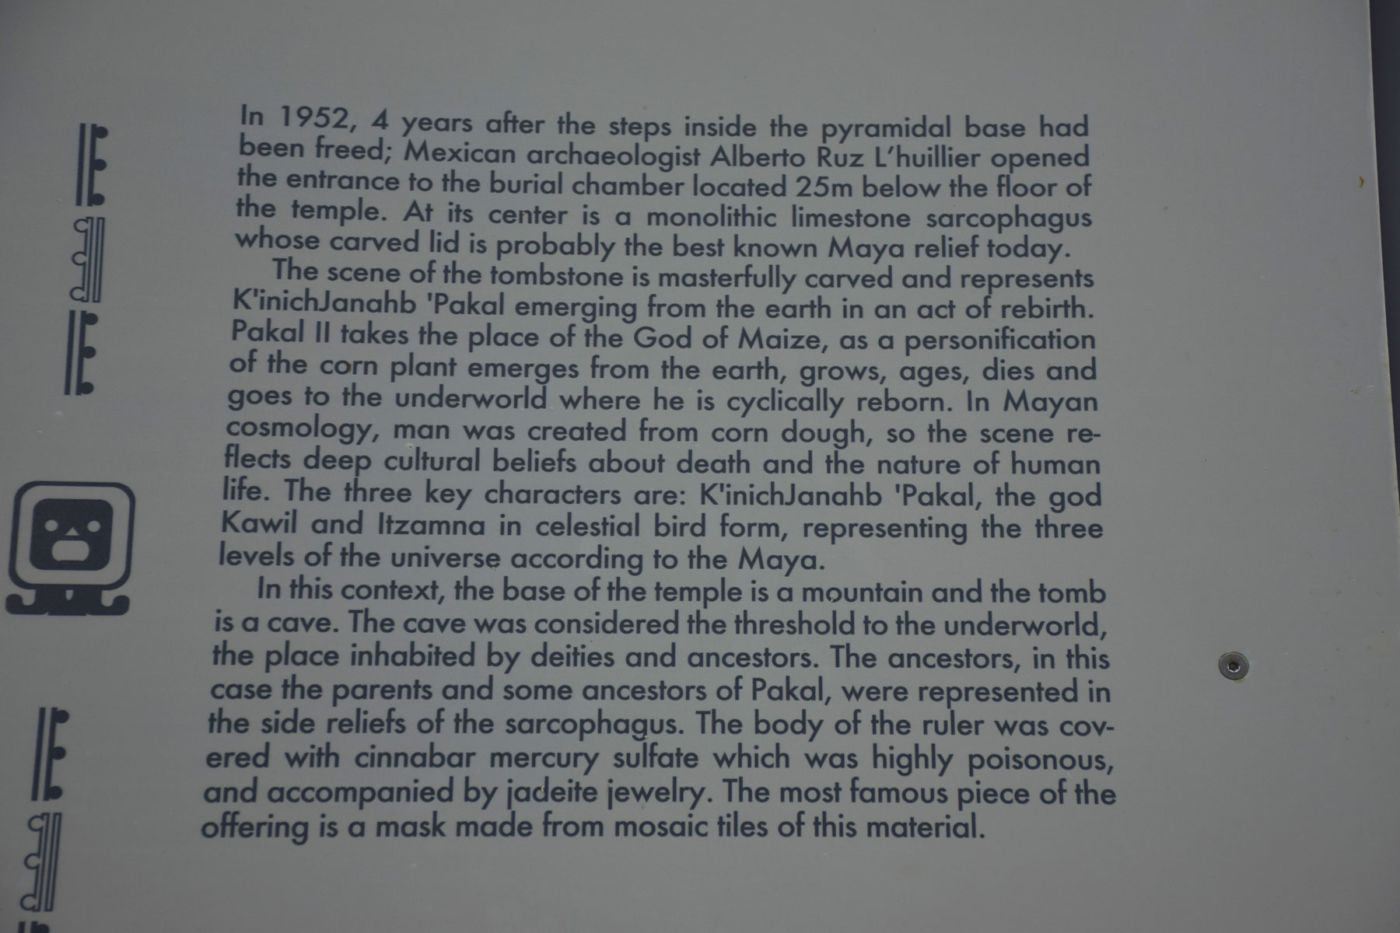 In 1952, 4 years after the steps inside the pyramidal base had
been freed; Mexican archaeologist Alberto Ruz L’huillier opened
the entrance to the burial chamber located 25m below the floor of
the temple. At its center is a monolithic limestone sarcophagus
whose carved lid is probably the best known Maya relief today.
The scene of the tombstone is masterfully carved and represents
K'inichJanahb 'Pakal emerging from the earth in an act of rebirth.
Pakal II takes the place of the God of Maize, as a personification
of the corn plant emerges from the earth, grows, ages, dies and
goes to the underworld where he is cyclically reborn. In Mayan
cosmology, man was created from corn dough, so the scene re-
flects deep cultural beliefs about death and the nature of human
life. The three key characters are: K'inichJanahb 'Pakal, the god
Kawil and Itzamna in celestial bird form, representing the three
levels of the universe according to the Maya.
In this context, the base of the temple is a mountain and the tomb
is a cave. The cave was considered the threshold to the underworld,
the place inhabited by deities and ancestors. The ancestors, in this
case the parents and some ancestors of Pakal, were represented in
the side reliefs of the sarcophagus. The body of the ruler was cov-
ered with cinnabar mercury sulfate which was highly poisonous,
and accompanied by jadeite jewelry. The most famous piece of the
offering is a mask made from mosaic tiles of this material.